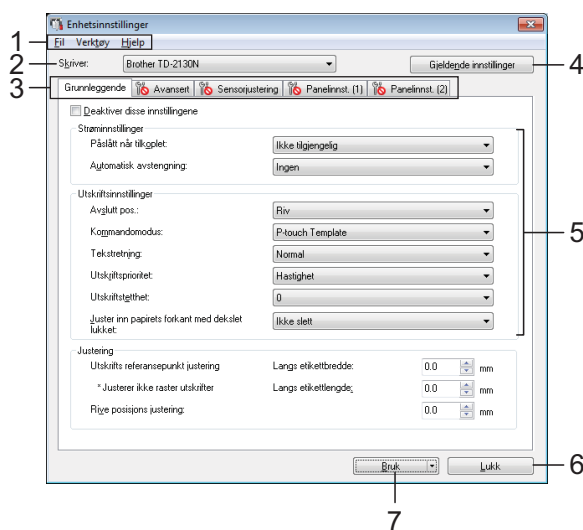 Enhetsinnstillinger
1 Fil Verktøy Hjelp
2 Skriver: Brother TD-2130N Gjeldende innstillinger 4
3 Grunnleggende Avansert Sensorjustering Panelinnst. (1) Panelinnst. (2)
Deaktiver disse innstillingene
Strøminnstillinger
Påslått når tilkoplet: Ikke tilgjengelig
Automatisk avstengning: Ingen
Utskriftsinnstillinger
Avslutt pos.: Riv
Kommandomodus: P-touch Template 5
Tekstretning: Normal
Utskriftsprioritet: Hastighet
Utskriftstetthet: 0
Juster inn papirets forkant med dekslet
lukket: Ikke slett
Justering
Utskrifts referansepunkt justering Langs etikettbredde: 0.0 mm
* Justerer ikke raster utskrifter Langs etikettlengde: 0.0 mm
Rive posisjons justering: 0.0 mm
Bruk Lukk 6
7